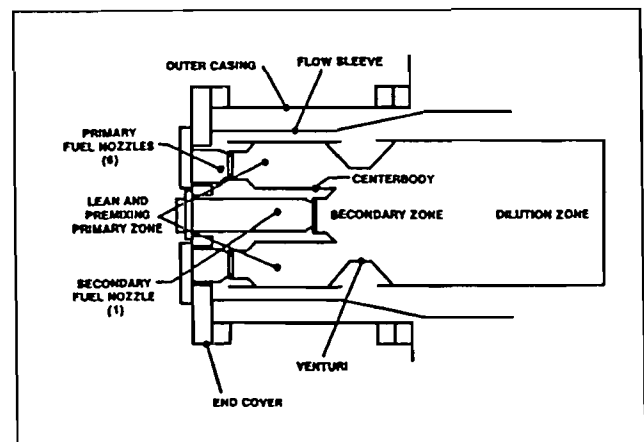 OUTER CASING
FLOW SLEEVE
PRIMARY
FUEL NOZZLES
(6)
CENTERBODY
LEAN AND
PREMIXING
PRIMARY ZONE
SECONDARY ZONE
DILUTION ZONE
SECONDARY
FUEL NOZZLE
(1)
VENTURI
END COVER